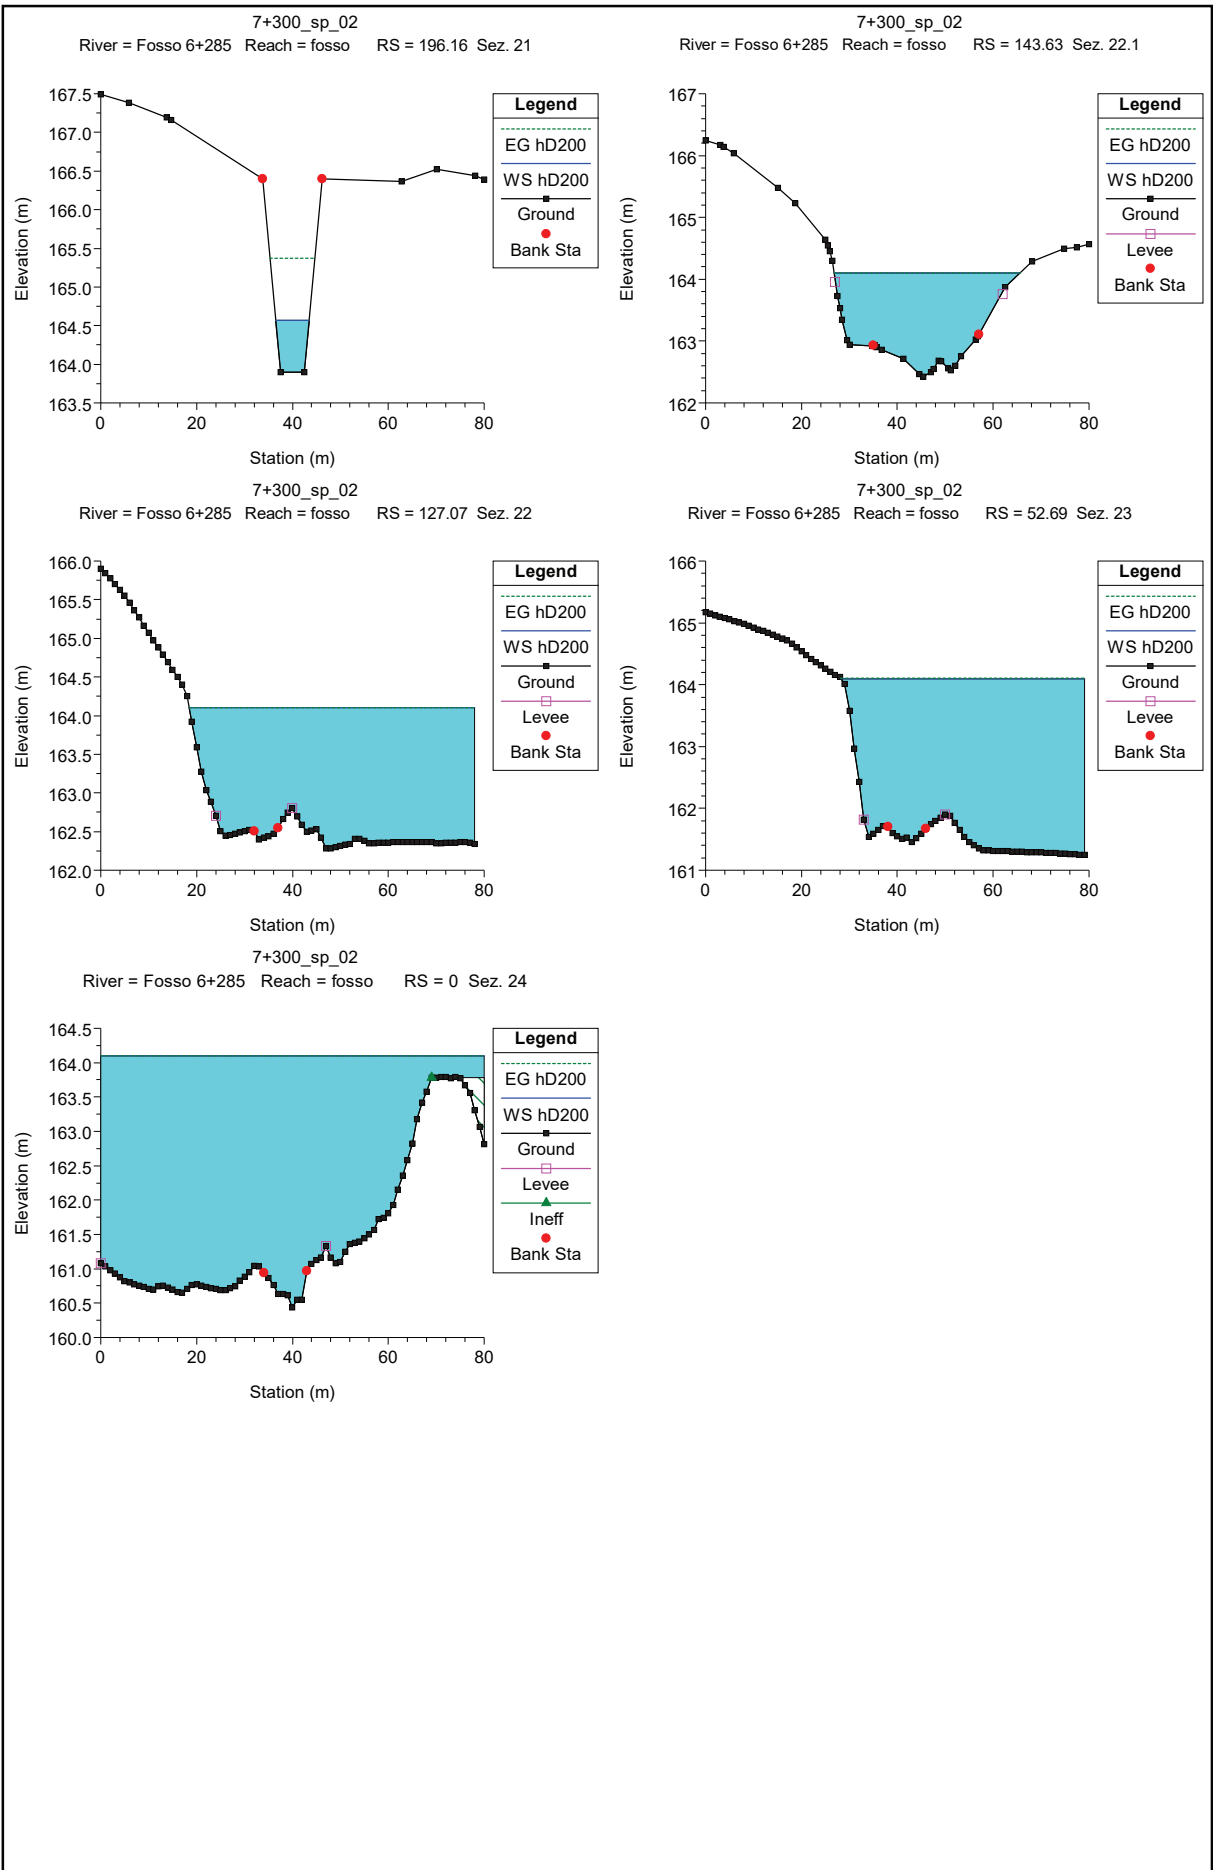 7+300_sp_02
River = Fosso 6+285 Reach = fosso RS = 196.16 Sez. 21
167.5
167.0
166.5
166.0
165.5
165.0
164.5
164.0
163.5
0 20 40 60 80
Station (m)
Elevation (m)
Legend
EG hD200
WS hD200
Ground
Bank Sta
7+300_sp_02
River = Fosso 6+285 Reach = fosso RS = 143.63 Sez. 22.1
167
166
165
164
163
162
0 20 40 60 80
Station (m)
Elevation (m)
Legend
EG hD200
WS hD200
Ground
Levee
Bank Sta
7+300_sp_02
River = Fosso 6+285 Reach = fosso RS = 127.07 Sez. 22
166.0
165.5
165.0
164.5
164.0
163.5
163.0
162.5
162.0
0 20 40 60 80
Station (m)
Elevation (m)
Legend
EG hD200
WS hD200
Ground
Levee
Bank Sta
7+300_sp_02
River = Fosso 6+285 Reach = fosso RS = 52.69 Sez. 23
166
165
164
163
162
161
0 20 40 60 80
Station (m)
Elevation (m)
Legend
EG hD200
WS hD200
Ground
Levee
Bank Sta
7+300_sp_02
River = Fosso 6+285 Reach = fosso RS = 0 Sez. 24
164.5
164.0
163.5
163.0
162.5
162.0
161.5
161.0
160.5
160.0
0 20 40 60 80
Station (m)
Elevation (m)
Legend
EG hD200
WS hD200
Ground
Levee
Ineff
Bank Sta